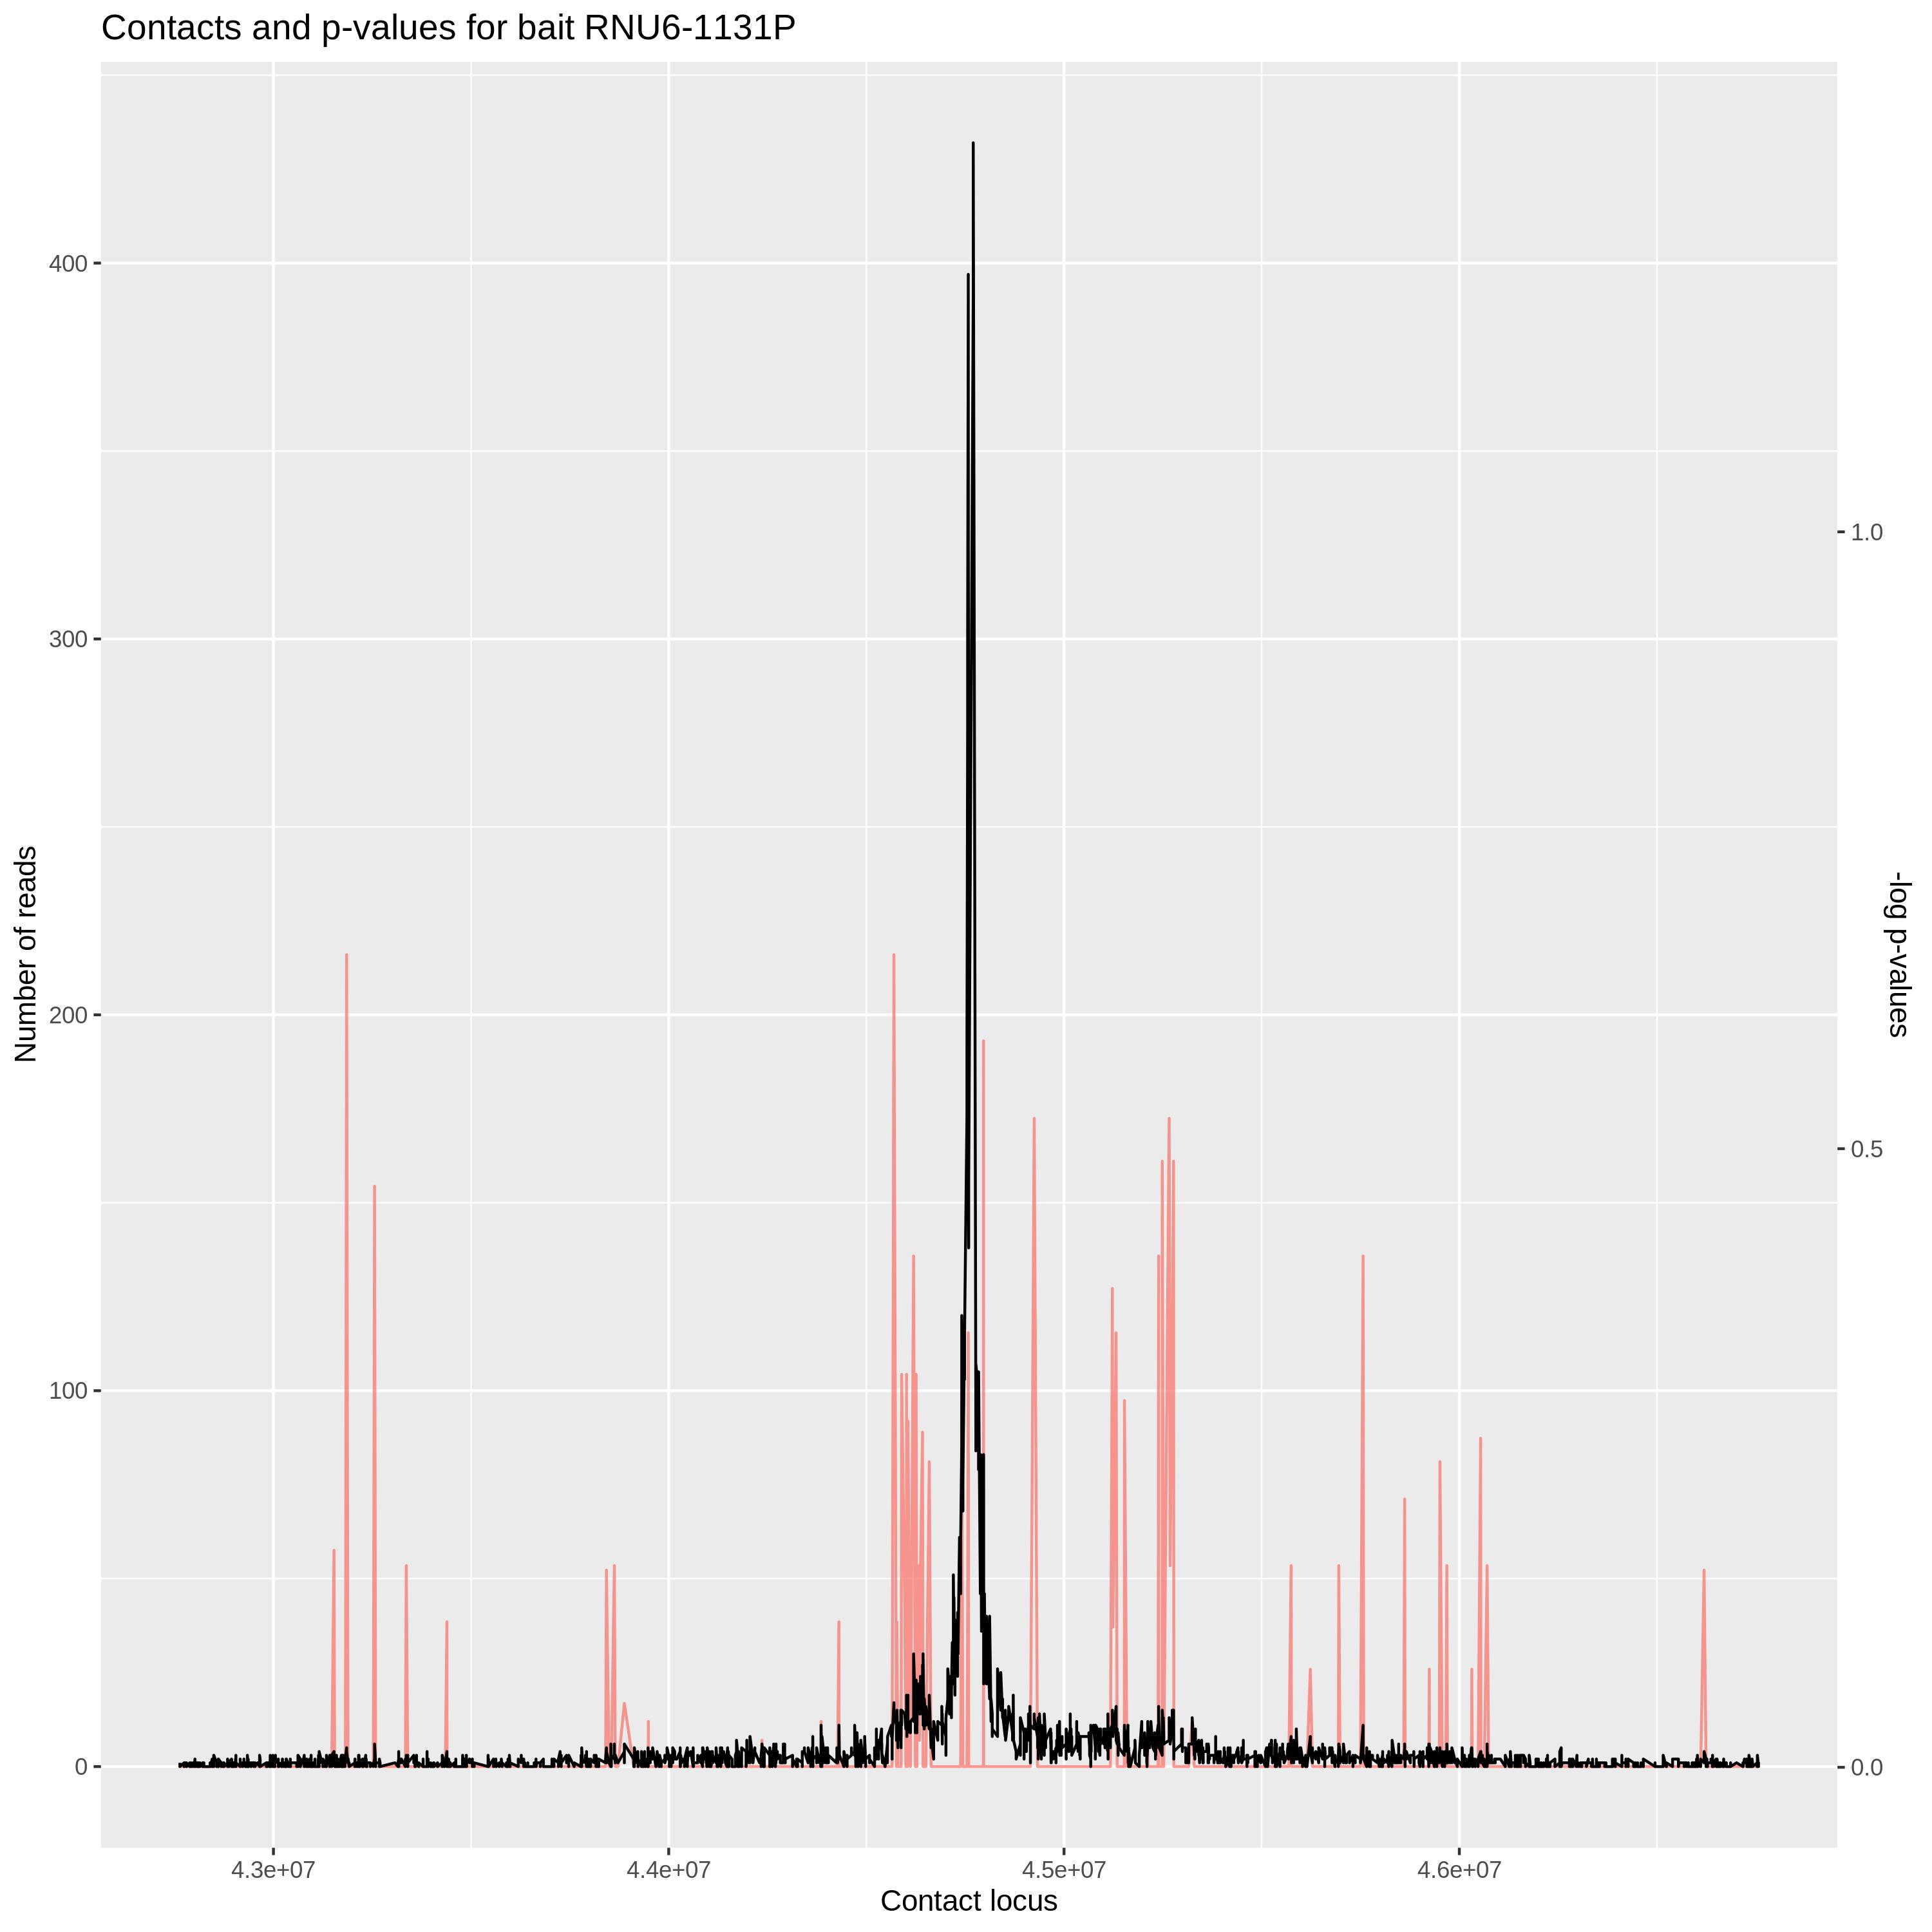 Contacts and p-values for bait RNU6-1131P
400
300
200
100
0
Number of reads
1.0
0.5
0.0
-log p-values
4.3e+07
4.4e+07
4.5e+07
4.6e+07
Contact locus